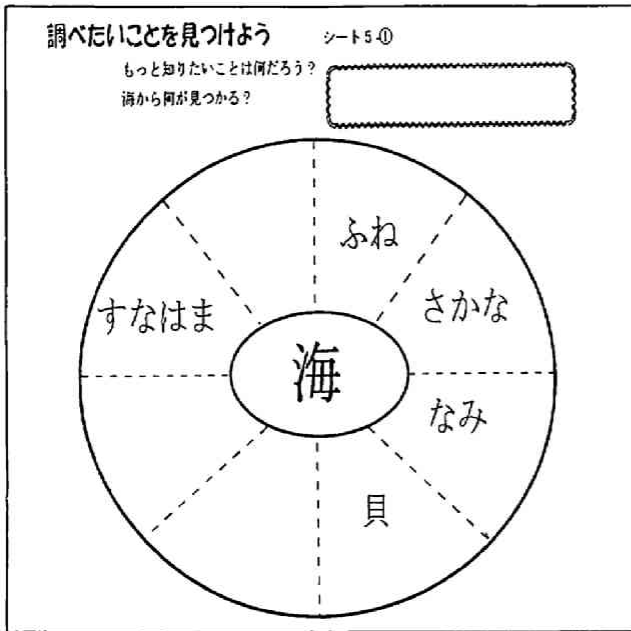 調べたいことを見つけよう シート5-①
もっと知りたいことは何だろう？
海から何が見つかる？
ふね
さかな
すなはま
海
なみ
貝